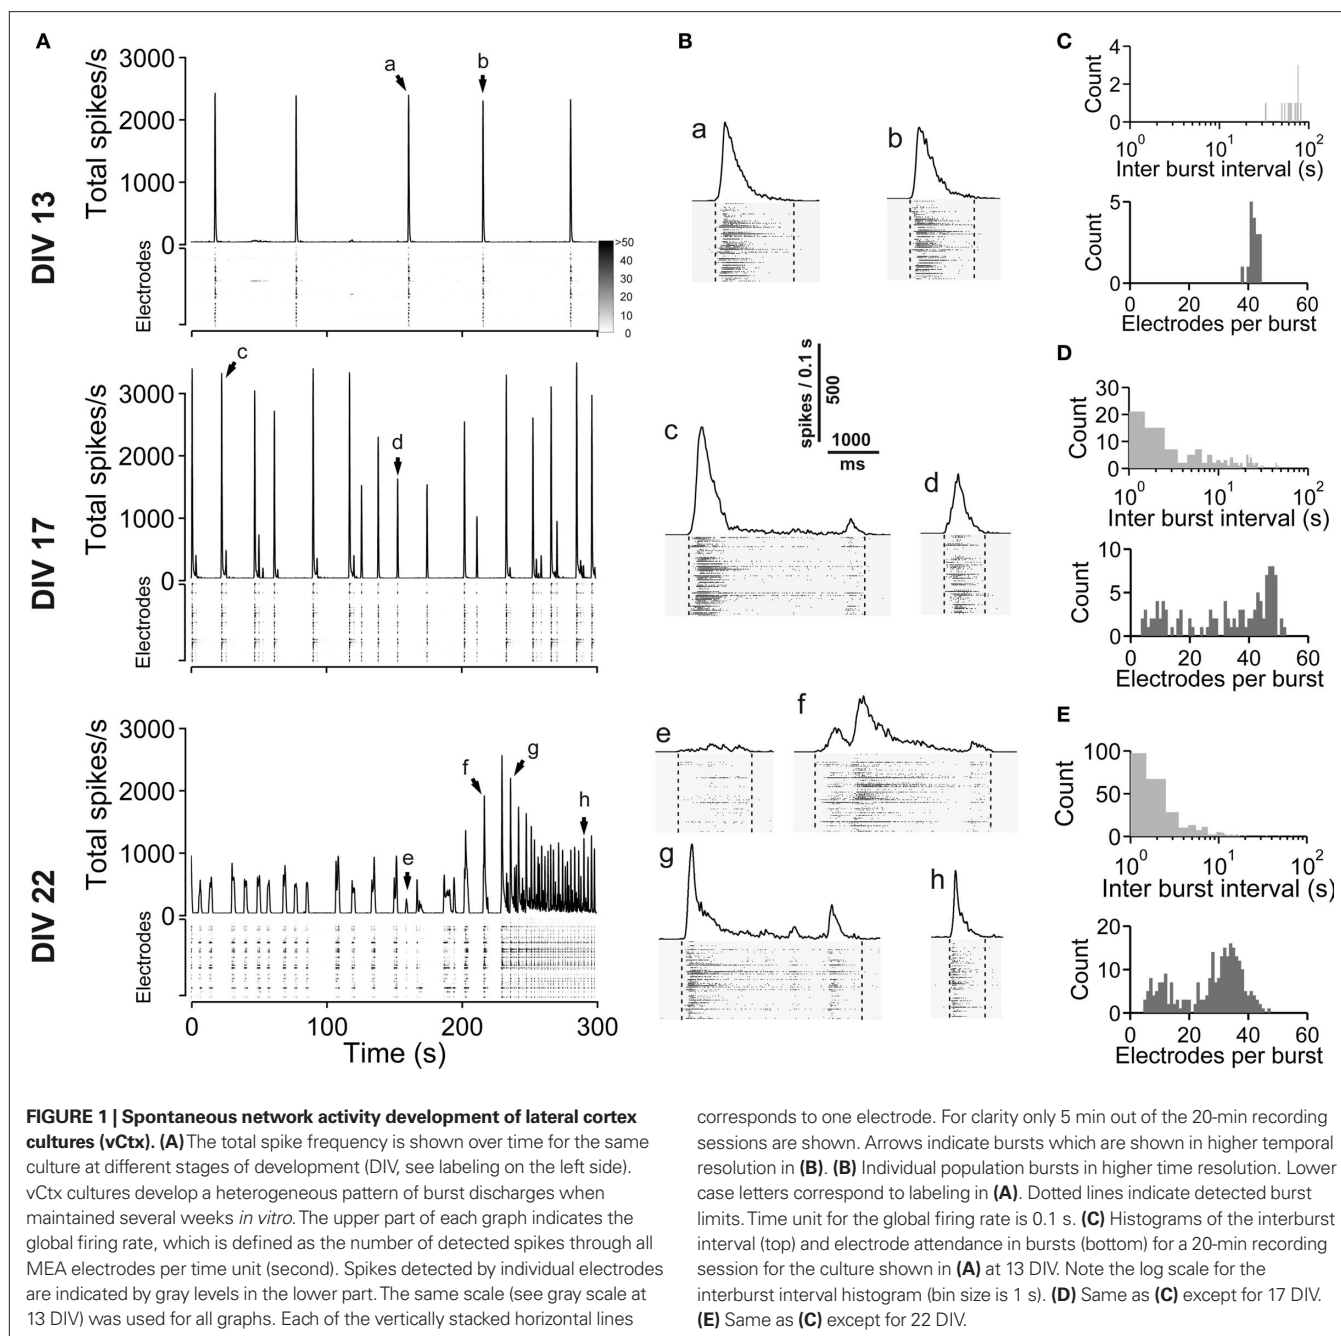 A
B
C
DIV 13
Total spikes/s
3000
2000
1000
0
a
b
Electrodes
>50
40
30
20
10
0
a
b
Count
4
2
0
10^0
10^1
10^2
Inter burst interval (s)
Count
5
0
0
20
40
60
Electrodes per burst
DIV 17
Total spikes/s
3000
2000
1000
0
c
d
Electrodes
spikes / 0.1 s
500
1000
ms
c
d
D
Count
30
20
10
0
10^0
10^1
10^2
Inter burst interval (s)
Count
10
5
0
0
20
40
60
Electrodes per burst
DIV 22
Total spikes/s
3000
2000
1000
0
e
f
g
h
Electrodes
0
100
200
300
Time (s)
e
f
g
h
E
Count
100
50
0
10^0
10^1
10^2
Inter burst interval (s)
Count
20
10
0
0
20
40
60
Electrodes per burst
FIGURE 1 | Spontaneous network activity development of lateral cortex
cultures (vCtx). (A) The total spike frequency is shown over time for the same
culture at different stages of development (DIV, see labeling on the left side).
vCtx cultures develop a heterogeneous pattern of burst discharges when
maintained several weeks in vitro. The upper part of each graph indicates the
global firing rate, which is defined as the number of detected spikes through all
MEA electrodes per time unit (second). Spikes detected by individual electrodes
are indicated by gray levels in the lower part. The same scale (see gray scale at
13 DIV) was used for all graphs. Each of the vertically stacked horizontal lines
corresponds to one electrode. For clarity only 5 min out of the 20-min recording
sessions are shown. Arrows indicate bursts which are shown in higher temporal
resolution in (B). (B) Individual population bursts in higher time resolution. Lower
case letters correspond to labeling in (A). Dotted lines indicate detected burst
limits. Time unit for the global firing rate is 0.1 s. (C) Histograms of the interburst
interval (top) and electrode attendance in bursts (bottom) for a 20-min recording
session for the culture shown in (A) at 13 DIV. Note the log scale for the
interburst interval histogram (bin size is 1 s). (D) Same as (C) except for 17 DIV.
(E) Same as (C) except for 22 DIV.